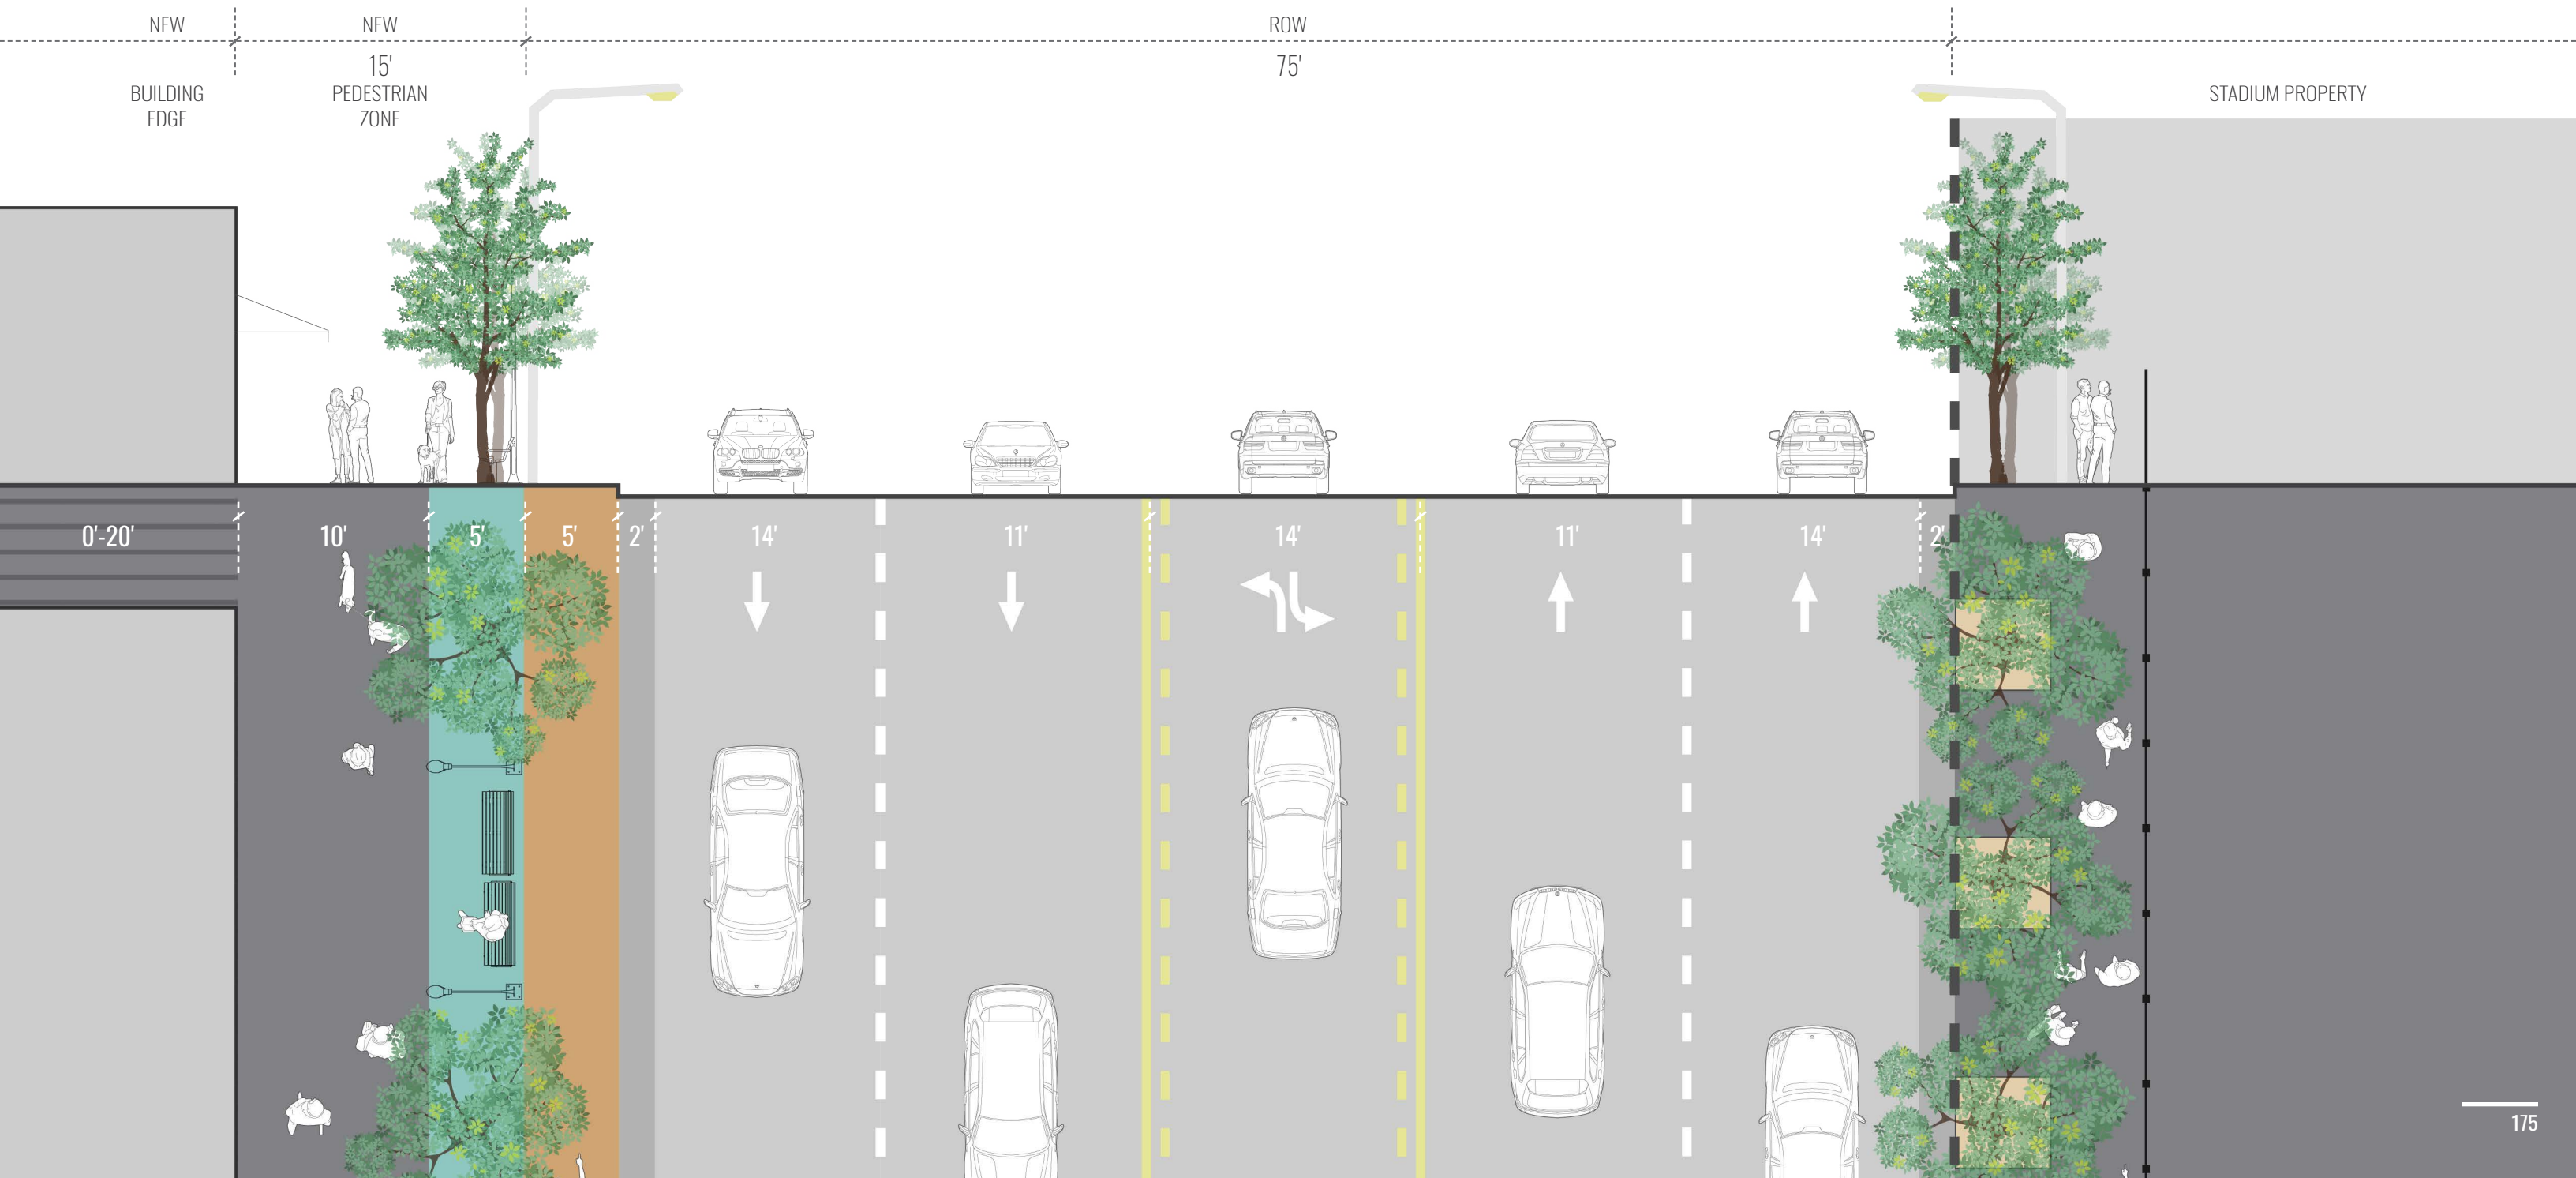 NEW
NEW
ROW
15'
75'
BUILDING
EDGE
PEDESTRIAN
ZONE
STADIUM PROPERTY
0'-20'
10'
5'
5'
2'
14'
11'
14'
11'
14'
2'
175